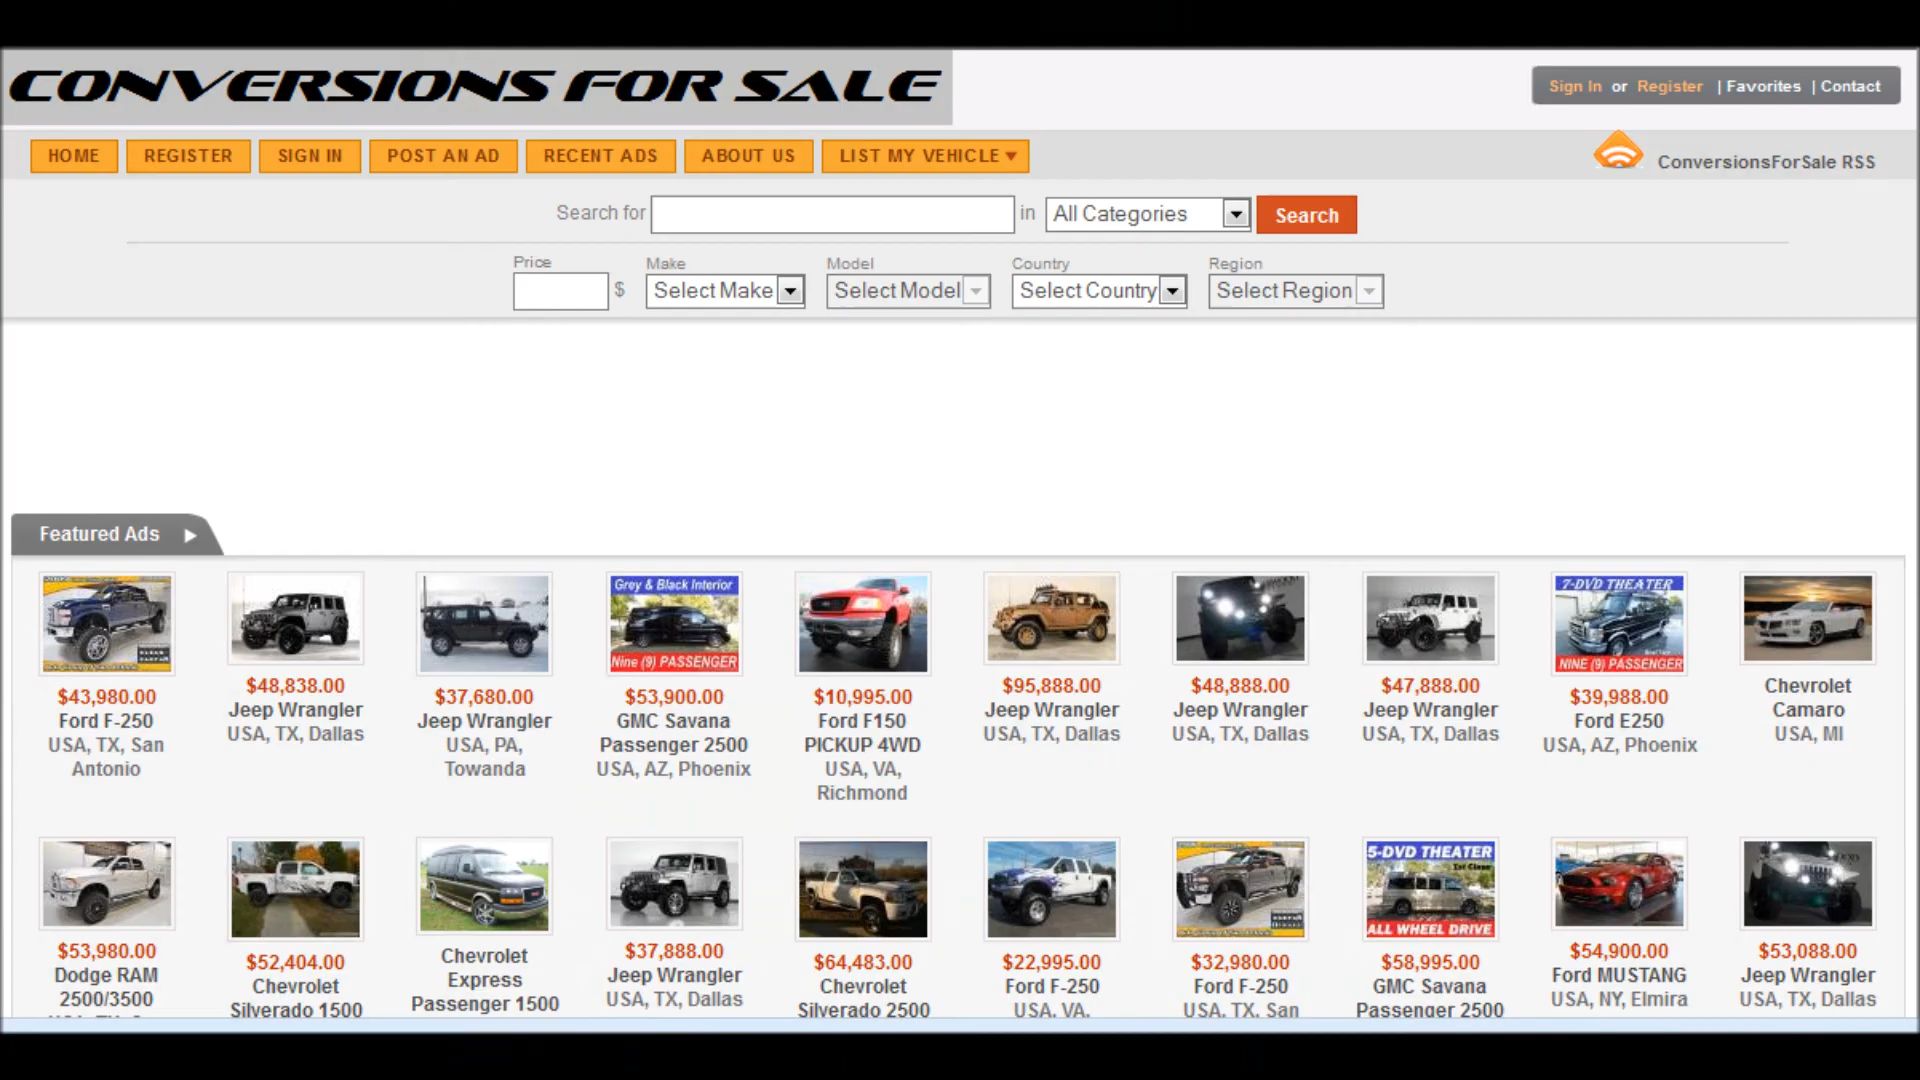 CONVERSIONS FOR SALE
Sign In or Register | Favorites | Contact
HOME REGISTER SIGN IN POST AN AD RECENT ADS ABOUT US LIST MY VEHICLE
ConversionsForSale RSS
Search for in All Categories Search
Price Make Model Country Region
$ Select Make Select Model Select Country Select Region
Featured Ads
Grey & Black Interior
Nine (9) PASSENGER
7-DVD THEATER
NINE (9) PASSENGER
$43,980.00
Ford F-250
USA, TX, San
Antonio
$48,838.00
Jeep Wrangler
USA, TX, Dallas
$37,680.00
Jeep Wrangler
USA, PA,
Towanda
$53,900.00
GMC Savana
Passenger 2500
USA, AZ, Phoenix
$10,995.00
Ford F150
PICKUP 4WD
USA, VA,
Richmond
$95,888.00
Jeep Wrangler
USA, TX, Dallas
$48,888.00
Jeep Wrangler
USA, TX, Dallas
$47,888.00
Jeep Wrangler
USA, TX, Dallas
$39,988.00
Ford E250
USA, AZ, Phoenix
Chevrolet
Camaro
USA, MI
5-DVD THEATER
1st Class
ALL WHEEL DRIVE
$53,980.00
Dodge RAM
2500/3500
$52,404.00
Chevrolet
Silverado 1500
Chevrolet
Express
Passenger 1500
$37,888.00
Jeep Wrangler
USA, TX, Dallas
$64,483.00
Chevrolet
Silverado 2500
$22,995.00
Ford F-250
USA, VA,
$32,980.00
Ford F-250
USA, TX, San
$58,995.00
GMC Savana
Passenger 2500
$54,900.00
Ford MUSTANG
USA, NY, Elmira
$53,088.00
Jeep Wrangler
USA, TX, Dallas